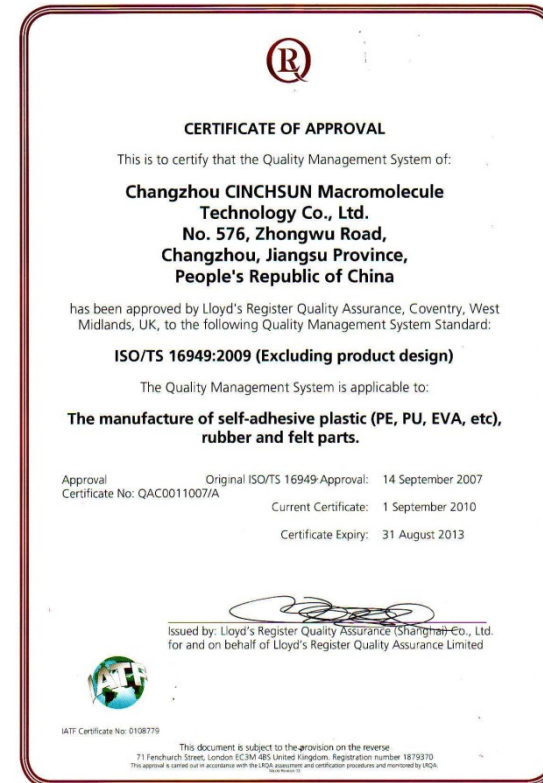 RQ
CERTIFICATE OF APPROVAL
This is to certify that the Quality Management System of:
Changzhou CINCHSUN Macromolecule
Technology Co., Ltd.
No. 576, Zhongwu Road,
Changzhou, Jiangsu Province,
People's Republic of China
has been approved by Lloyd's Register Quality Assurance, Coventry, West
Midlands, UK, to the following Quality Management System Standard:
ISO/TS 16949:2009 (Excluding product design)
The Quality Management System is applicable to:
The manufacture of self-adhesive plastic (PE, PU, EVA, etc),
rubber and felt parts.
Approval Original ISO/TS 16949 Approval: 14 September 2007
Certificate No: QAC0011007/A
Current Certificate: 1 September 2010
Certificate Expiry: 31 August 2013
Issued by: Lloyd's Register Quality Assurance (Shanghai) Co., Ltd.
for and on behalf of Lloyd's Register Quality Assurance Limited
IATF
IATF Certificate No: 0108779
This document is subject to the provision on the reverse
71 Fenchurch Street, London EC3M 4BS United Kingdom. Registration number 1879370
This approval is carried out in accordance with the LRQA assessment and certification procedures and monitored by LRQA.